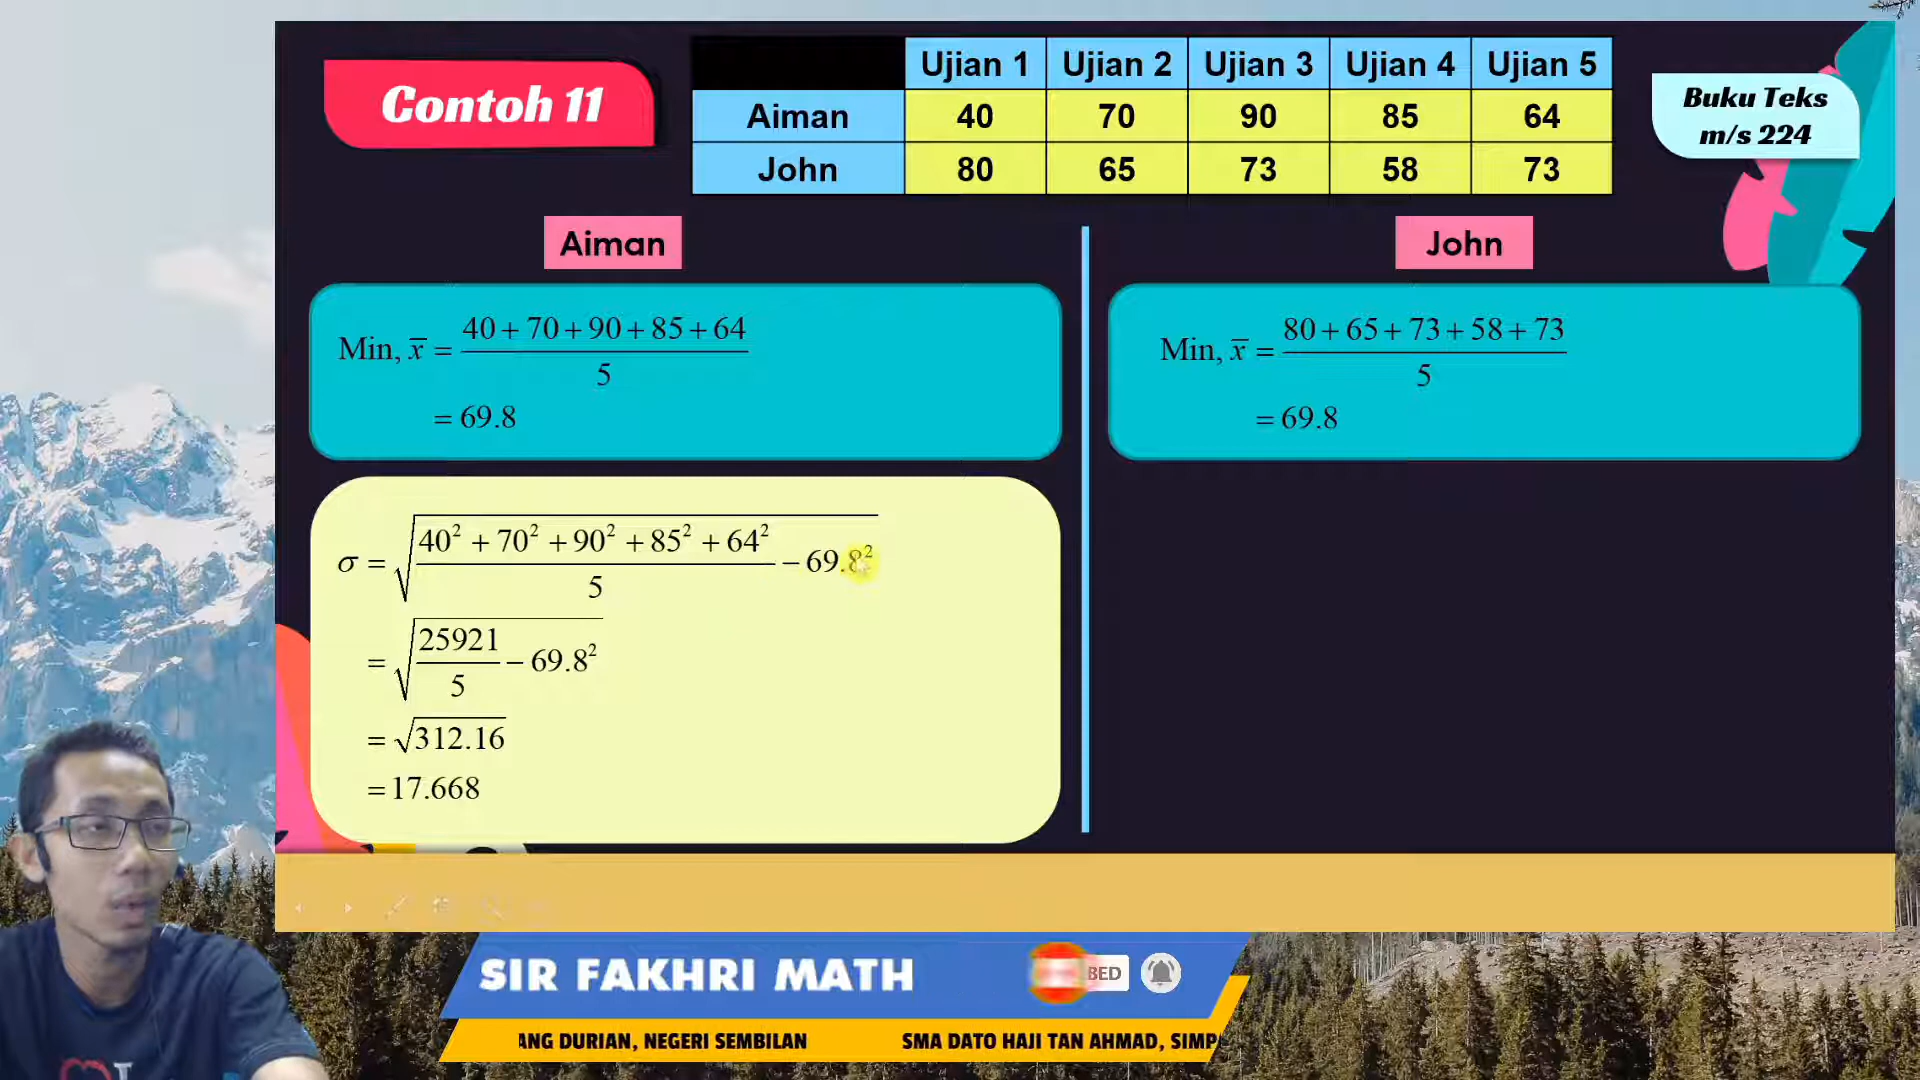 Contoh 11
Ujian 1 Ujian 2 Ujian 3 Ujian 4 Ujian 5
Aiman 40 70 90 85 64
John 80 65 73 58 73
Buku Teks
m/s 224
Aiman
Min, x̄ = (40 + 70 + 90 + 85 + 64) / 5
= 69.8
σ = √((40² + 70² + 90² + 85² + 64²) / 5 − 69.8²)
= √(25921 / 5 − 69.8²)
= √312.16
= 17.668
John
Min, x̄ = (80 + 65 + 73 + 58 + 73) / 5
= 69.8
SIR FAKHRI MATH
BED
ANG DURIAN, NEGERI SEMBILAN SMA DATO HAJI TAN AHMAD, SIMP